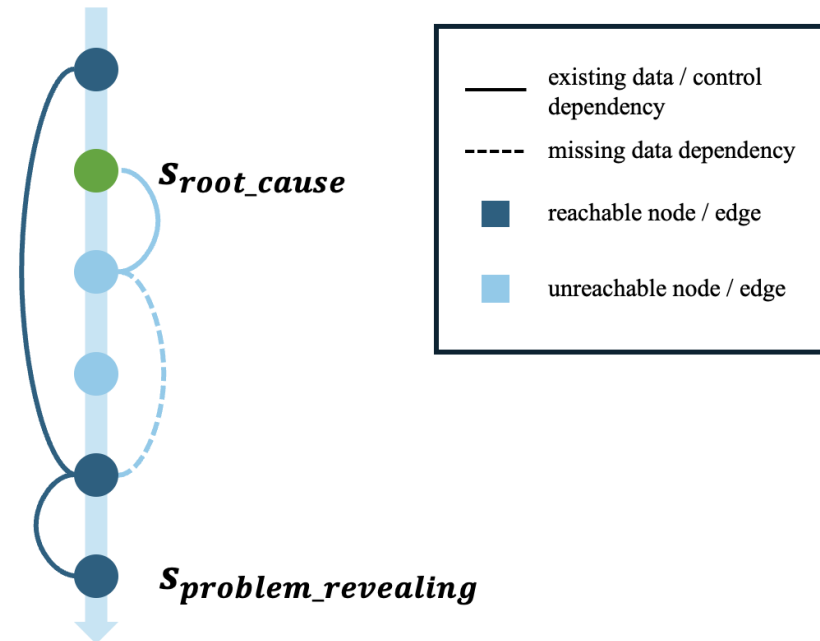 existing data / control
dependency
missing data dependency
s_root_cause
reachable node / edge
unreachable node / edge
s_problem_revealing